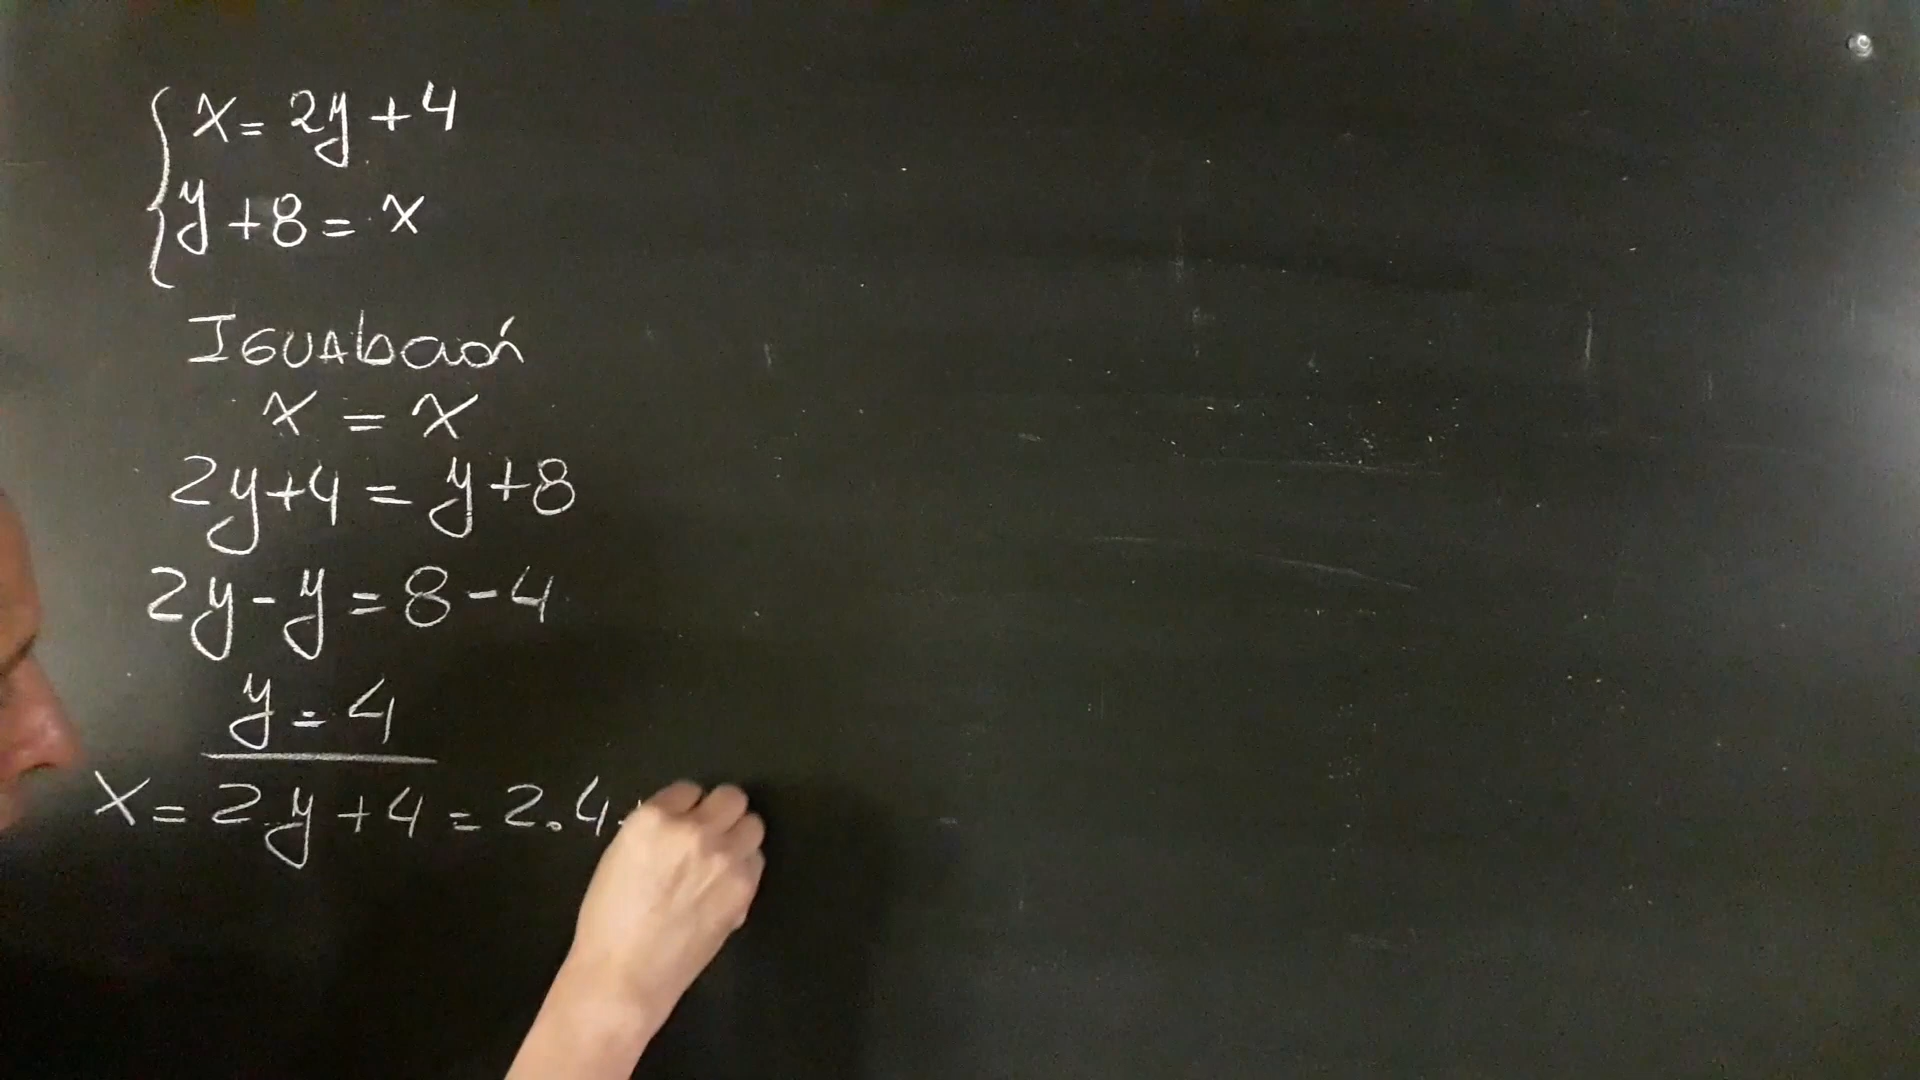 x = 2y + 4
y + 8 = x
Igualación
x = x
2y + 4 = y + 8
2y - y = 8 - 4
y = 4
x = 2y + 4 = 2.4